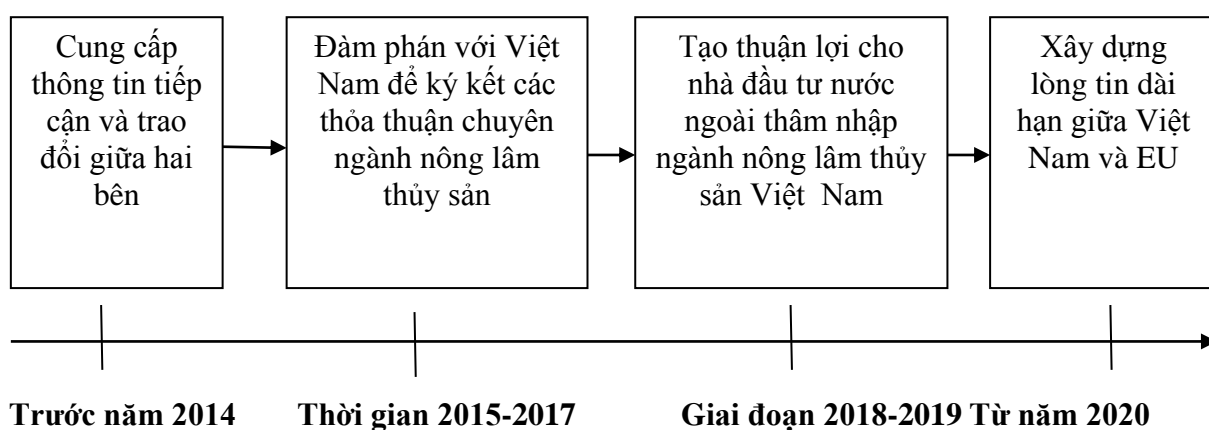 Cung cấp
thông tin tiếp
cận và trao
đổi giữa hai
bên
Đàm phán với Việt
Nam để ký kết các
thỏa thuận chuyên
ngành nông lâm
thủy sản
Tạo thuận lợi cho
nhà đầu tư nước
ngoài thâm nhập
ngành nông lâm thủy
sản Việt Nam
Xây dựng
lòng tin dài
hạn giữa Việt
Nam và EU
Trước năm 2014
Thời gian 2015-2017
Giai đoạn 2018-2019
Từ năm 2020